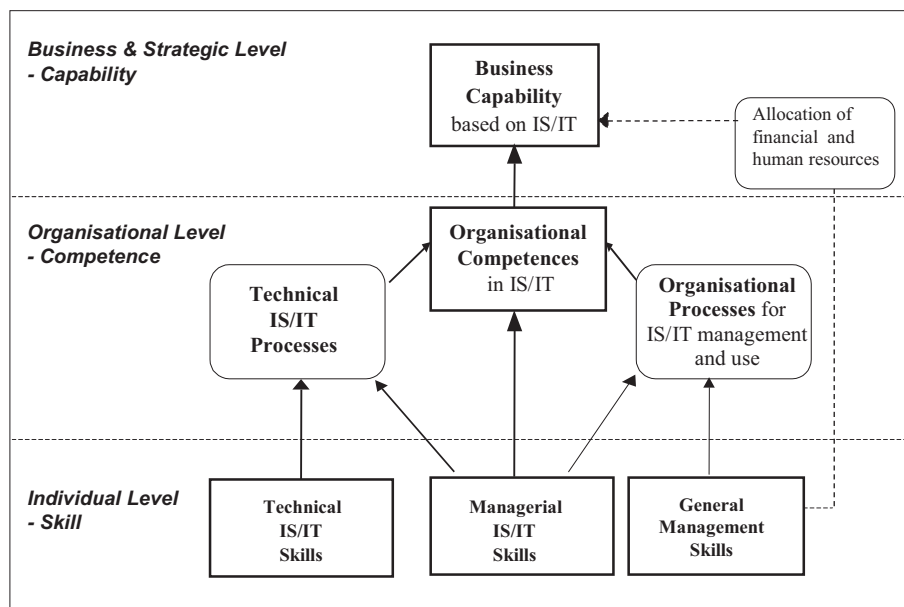 Business & Strategic Level
- Capability
Business
Capability
based on IS/IT
Allocation of
financial and
human resources
Organisational Level
- Competence
Organisational
Competences
in IS/IT
Technical
IS/IT
Processes
Organisational
Processes for
IS/IT management
and use
Individual Level
- Skill
Technical
IS/IT
Skills
Managerial
IS/IT
Skills
General
Management
Skills